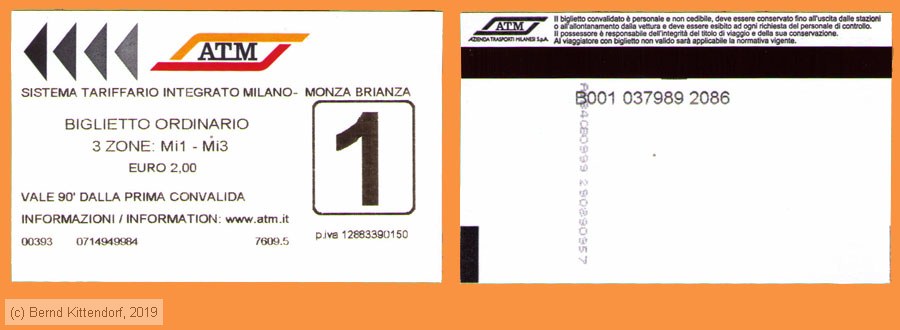 ATM
SISTEMA TARIFFARIO INTEGRATO MILANO- MONZA BRIANZA
BIGLIETTO ORDINARIO
3 ZONE: Mi1 - Mi3
EURO 2,00
1
VALE 90' DALLA PRIMA CONVALIDA
INFORMAZIONI / INFORMATION: www.atm.it
00393 0714949984 7609.5
p.iva 12883390150
ATM
AZIENDA TRASPORTI MILANESI S.p.A.
Il biglietto convalidato è personale e non cedibile, deve essere conservato fino all'uscita dalle stazioni
o all'allontanamento dalla vettura e deve essere esibito ad ogni richiesta del personale di controllo.
Il possessore è responsabile dell'integrità del titolo di viaggio e della sua conservazione.
Al viaggiatore con biglietto non valido sarà applicabile la normativa vigente.
B001 037989 2086
290890957
(c) Bernd Kittendorf, 2019